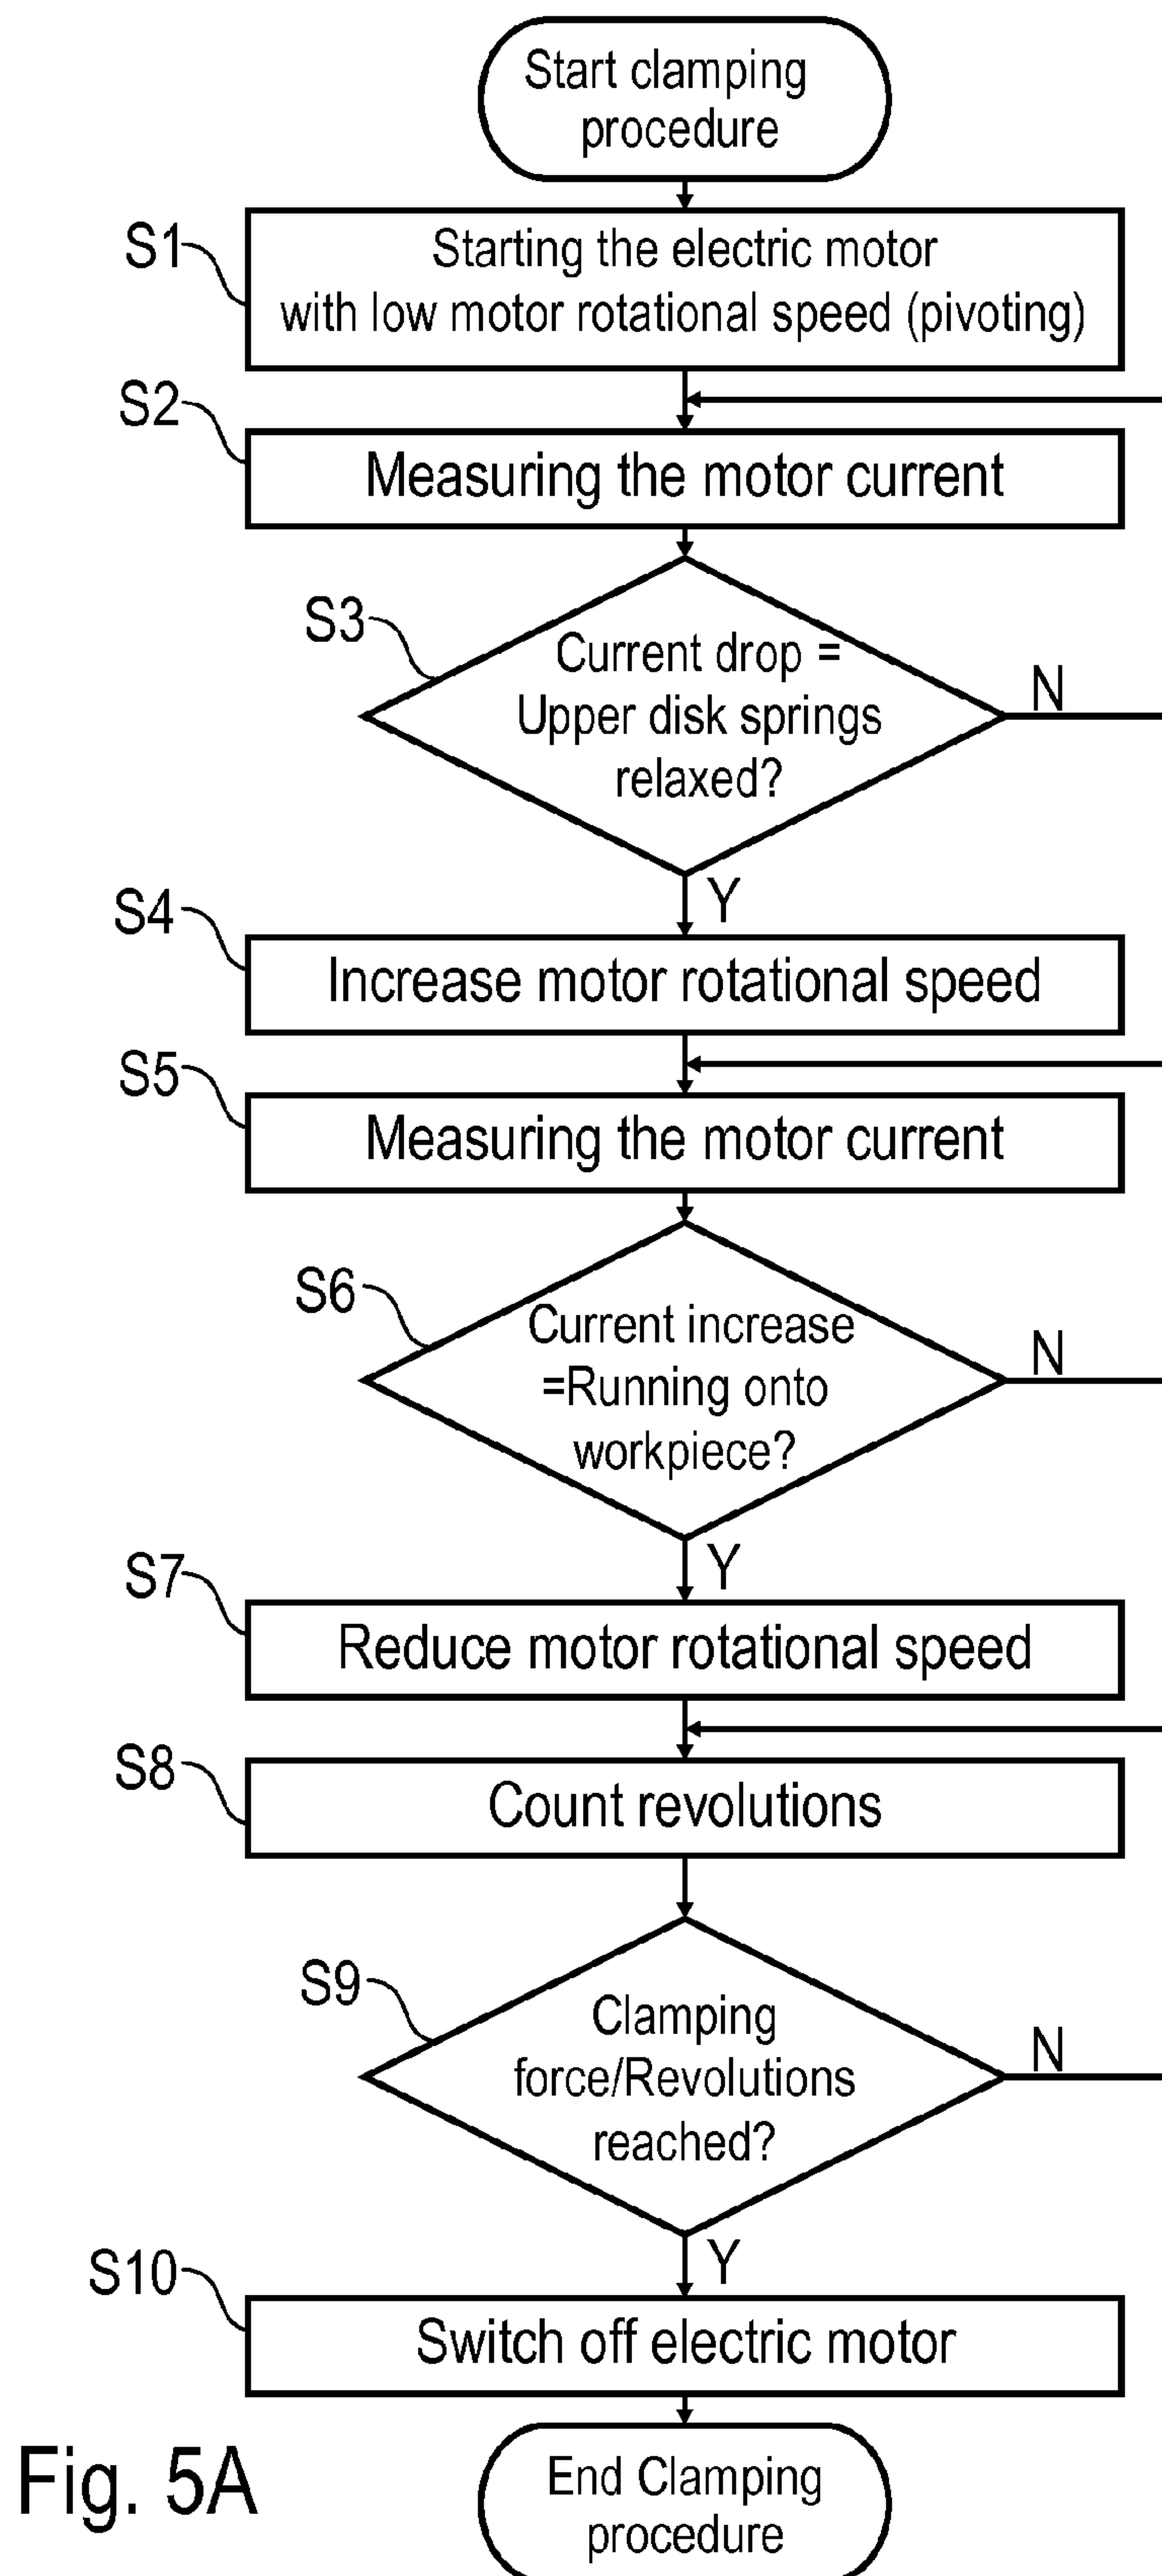 Start clamping
procedure
S1
Starting the electric motor
with low motor rotational speed (pivoting)
S2
Measuring the motor current
S3
Current drop =
Upper disk springs
relaxed?
N
Y
S4
Increase motor rotational speed
S5
Measuring the motor current
S6
Current increase
=Running onto
workpiece?
N
Y
S7
Reduce motor rotational speed
S8
Count revolutions
S9
Clamping
force/Revolutions
reached?
N
Y
S10
Switch off electric motor
End Clamping
procedure
Fig. 5A